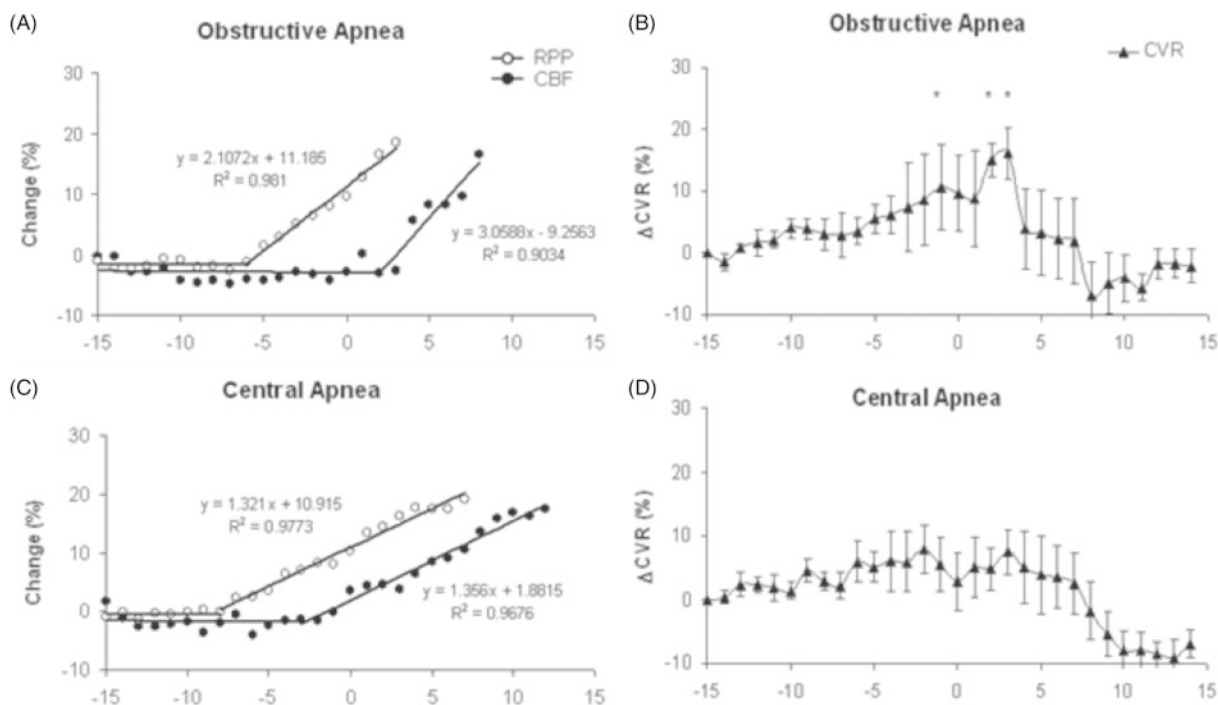 (A)
Obstructive Apnea
RPP
CBF
Change (%)
30
20
10
0
-10
y = 2.1072x + 11.185
R² = 0.981
y = 3.0588x - 9.2563
R² = 0.9034
-15 -10 -5 0 5 10 15
(B)
Obstructive Apnea
CVR
ΔCVR (%)
30
20
10
0
-10
* * *
-15 -10 -5 0 5 10 15
(C)
Central Apnea
Change (%)
30
20
10
0
-10
y = 1.321x + 10.915
R² = 0.9773
y = 1.356x + 1.8815
R² = 0.9676
-15 -10 -5 0 5 10 15
(D)
Central Apnea
ΔCVR (%)
30
20
10
0
-10
-15 -10 -5 0 5 10 15